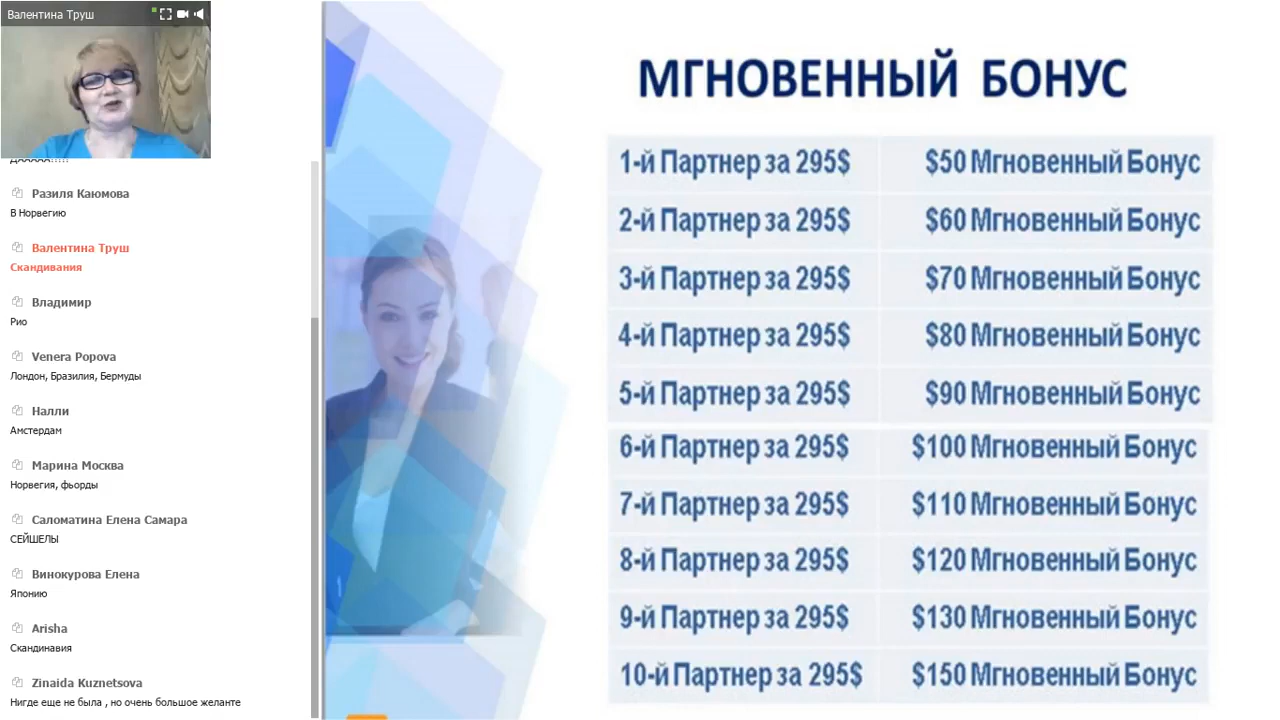 Валентина Труш
Разиля Каюмова
В Норвегию
Валентина Труш
Скандивания
Владимир
Рио
Venera Popova
Лондон, Бразилия, Бермуды
Налли
Амстердам
Марина Москва
Норвегия, фьорды
Саломатина Елена Самара
СЕЙШЕЛЫ
Винокурова Елена
Японию
Arisha
Скандинавия
Zinaida Kuznetsova
Нигде еще не была , но очень большое желанте
МГНОВЕННЫЙ БОНУС
1-й Партнер за 295$ $50 Мгновенный Бонус
2-й Партнер за 295$ $60 Мгновенный Бонус
3-й Партнер за 295$ $70 Мгновенный Бонус
4-й Партнер за 295$ $80 Мгновенный Бонус
5-й Партнер за 295$ $90 Мгновенный Бонус
6-й Партнер за 295$ $100 Мгновенный Бонус
7-й Партнер за 295$ $110 Мгновенный Бонус
8-й Партнер за 295$ $120 Мгновенный Бонус
9-й Партнер за 295$ $130 Мгновенный Бонус
10-й Партнер за 295$ $150 Мгновенный Бонус